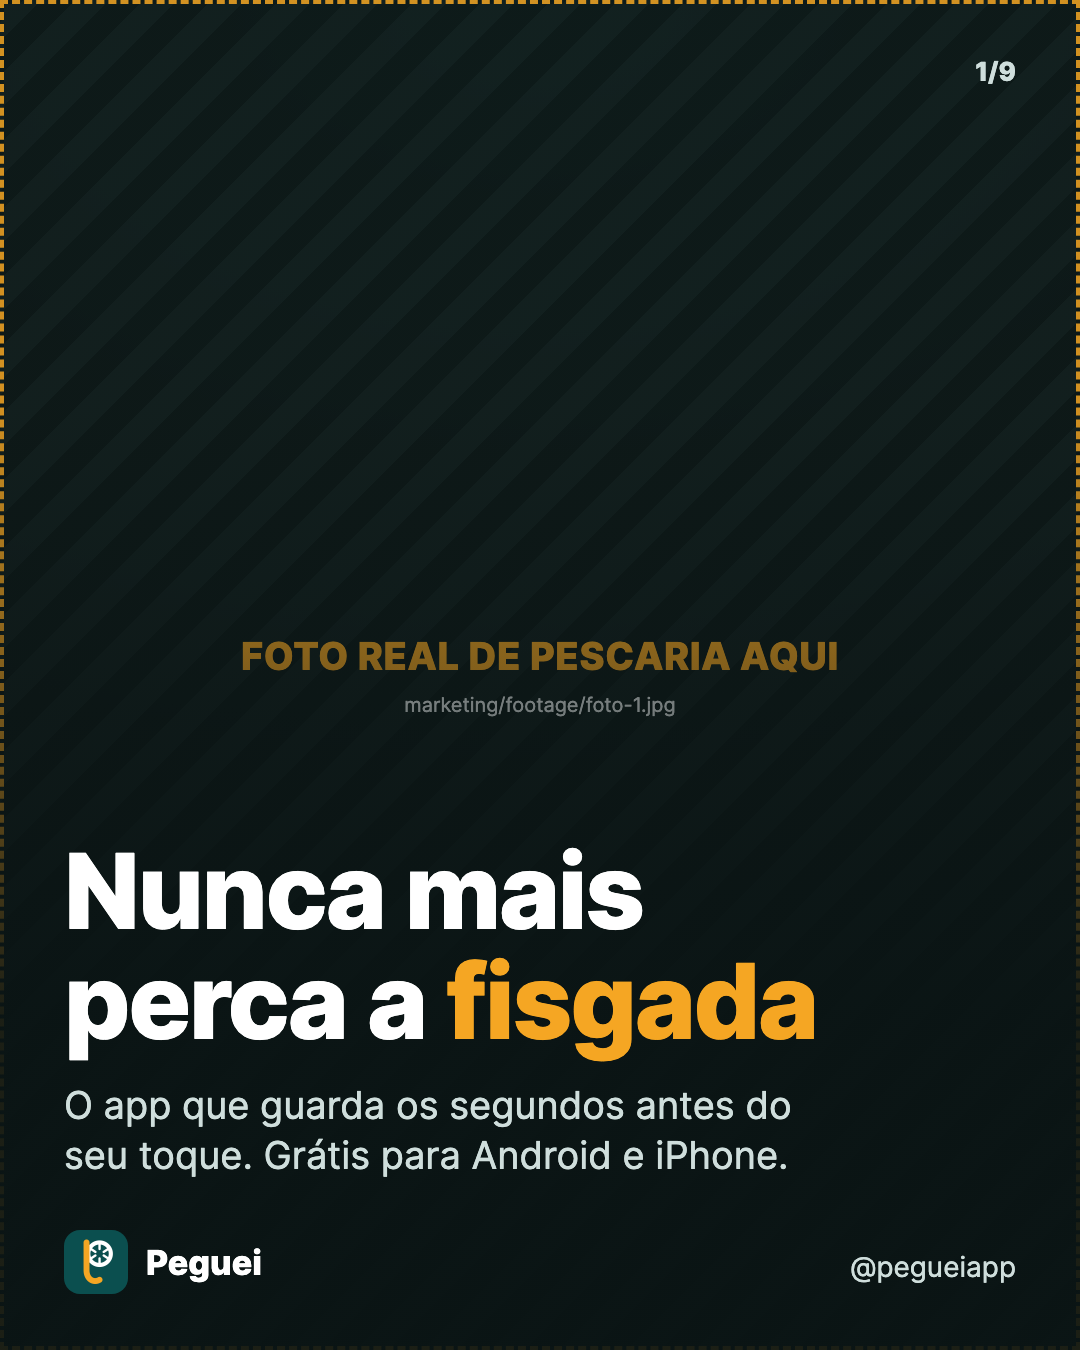 1/9
FOTO REAL DE PESCARIA AQUI
marketing/footage/foto-1.jpg
Nunca mais
perca a fisgada
O app que guarda os segundos antes do
seu toque. Grátis para Android e iPhone.
Peguei
@pegueiapp